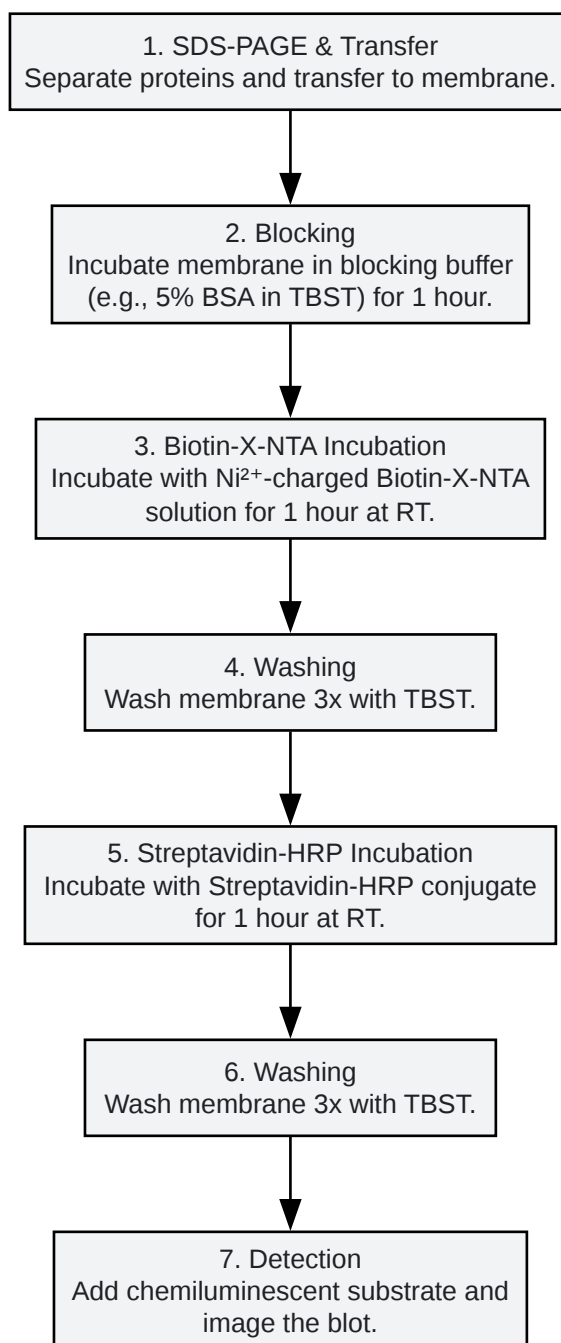 1. SDS-PAGE & Transfer
Separate proteins and transfer to membrane.
2. Blocking
Incubate membrane in blocking buffer
(e.g., 5% BSA in TBST) for 1 hour.
3. Biotin-X-NTA Incubation
Incubate with Ni²⁺-charged Biotin-X-NTA
solution for 1 hour at RT.
4. Washing
Wash membrane 3x with TBST.
5. Streptavidin-HRP Incubation
Incubate with Streptavidin-HRP conjugate
for 1 hour at RT.
6. Washing
Wash membrane 3x with TBST.
7. Detection
Add chemiluminescent substrate and
image the blot.